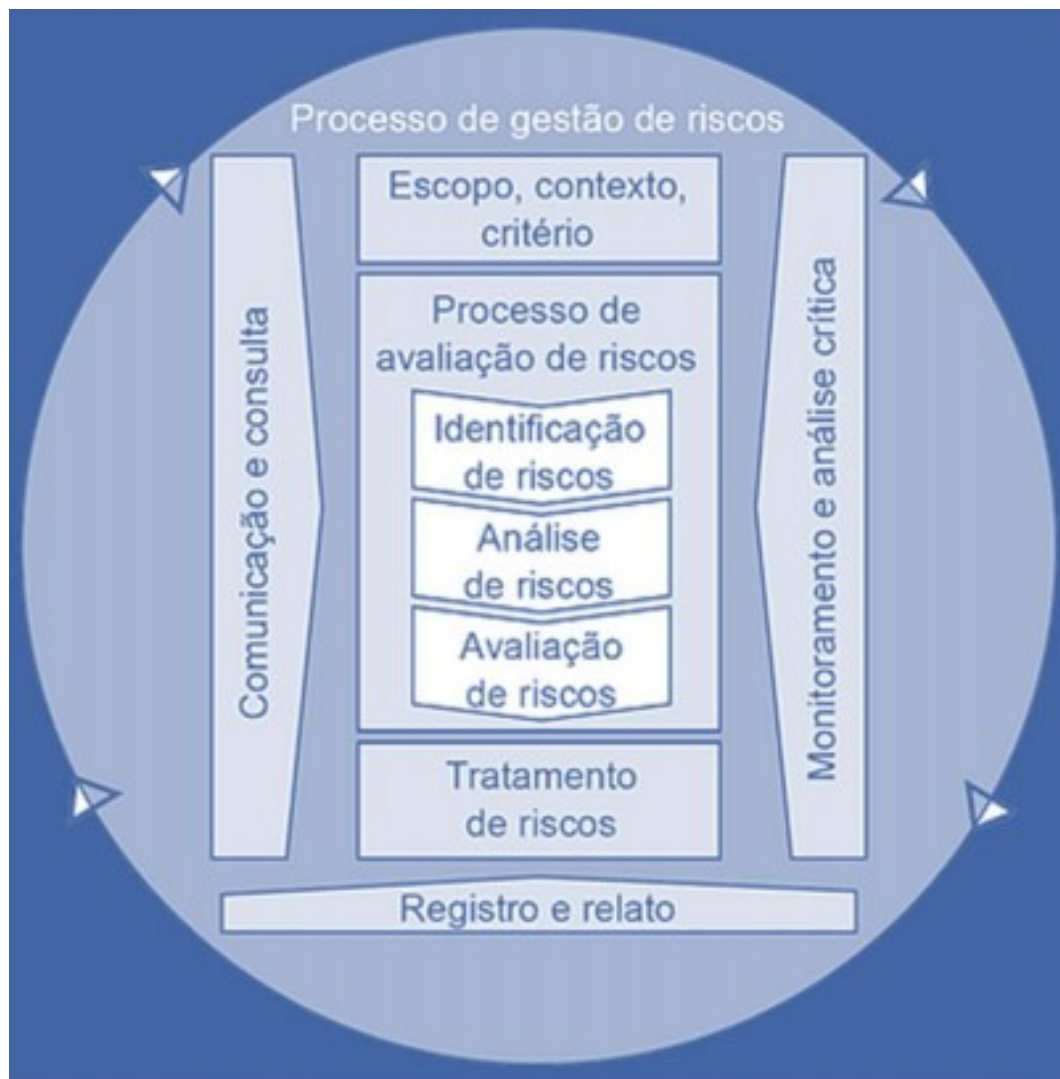 Processo de gestão de riscos
Escopo, contexto,
critério
Processo de
avaliação de riscos
Identificação
de riscos
Análise
de riscos
Avaliação
de riscos
Tratamento
de riscos
Comunicação e consulta
Monitoramento e análise crítica
Registro e relato